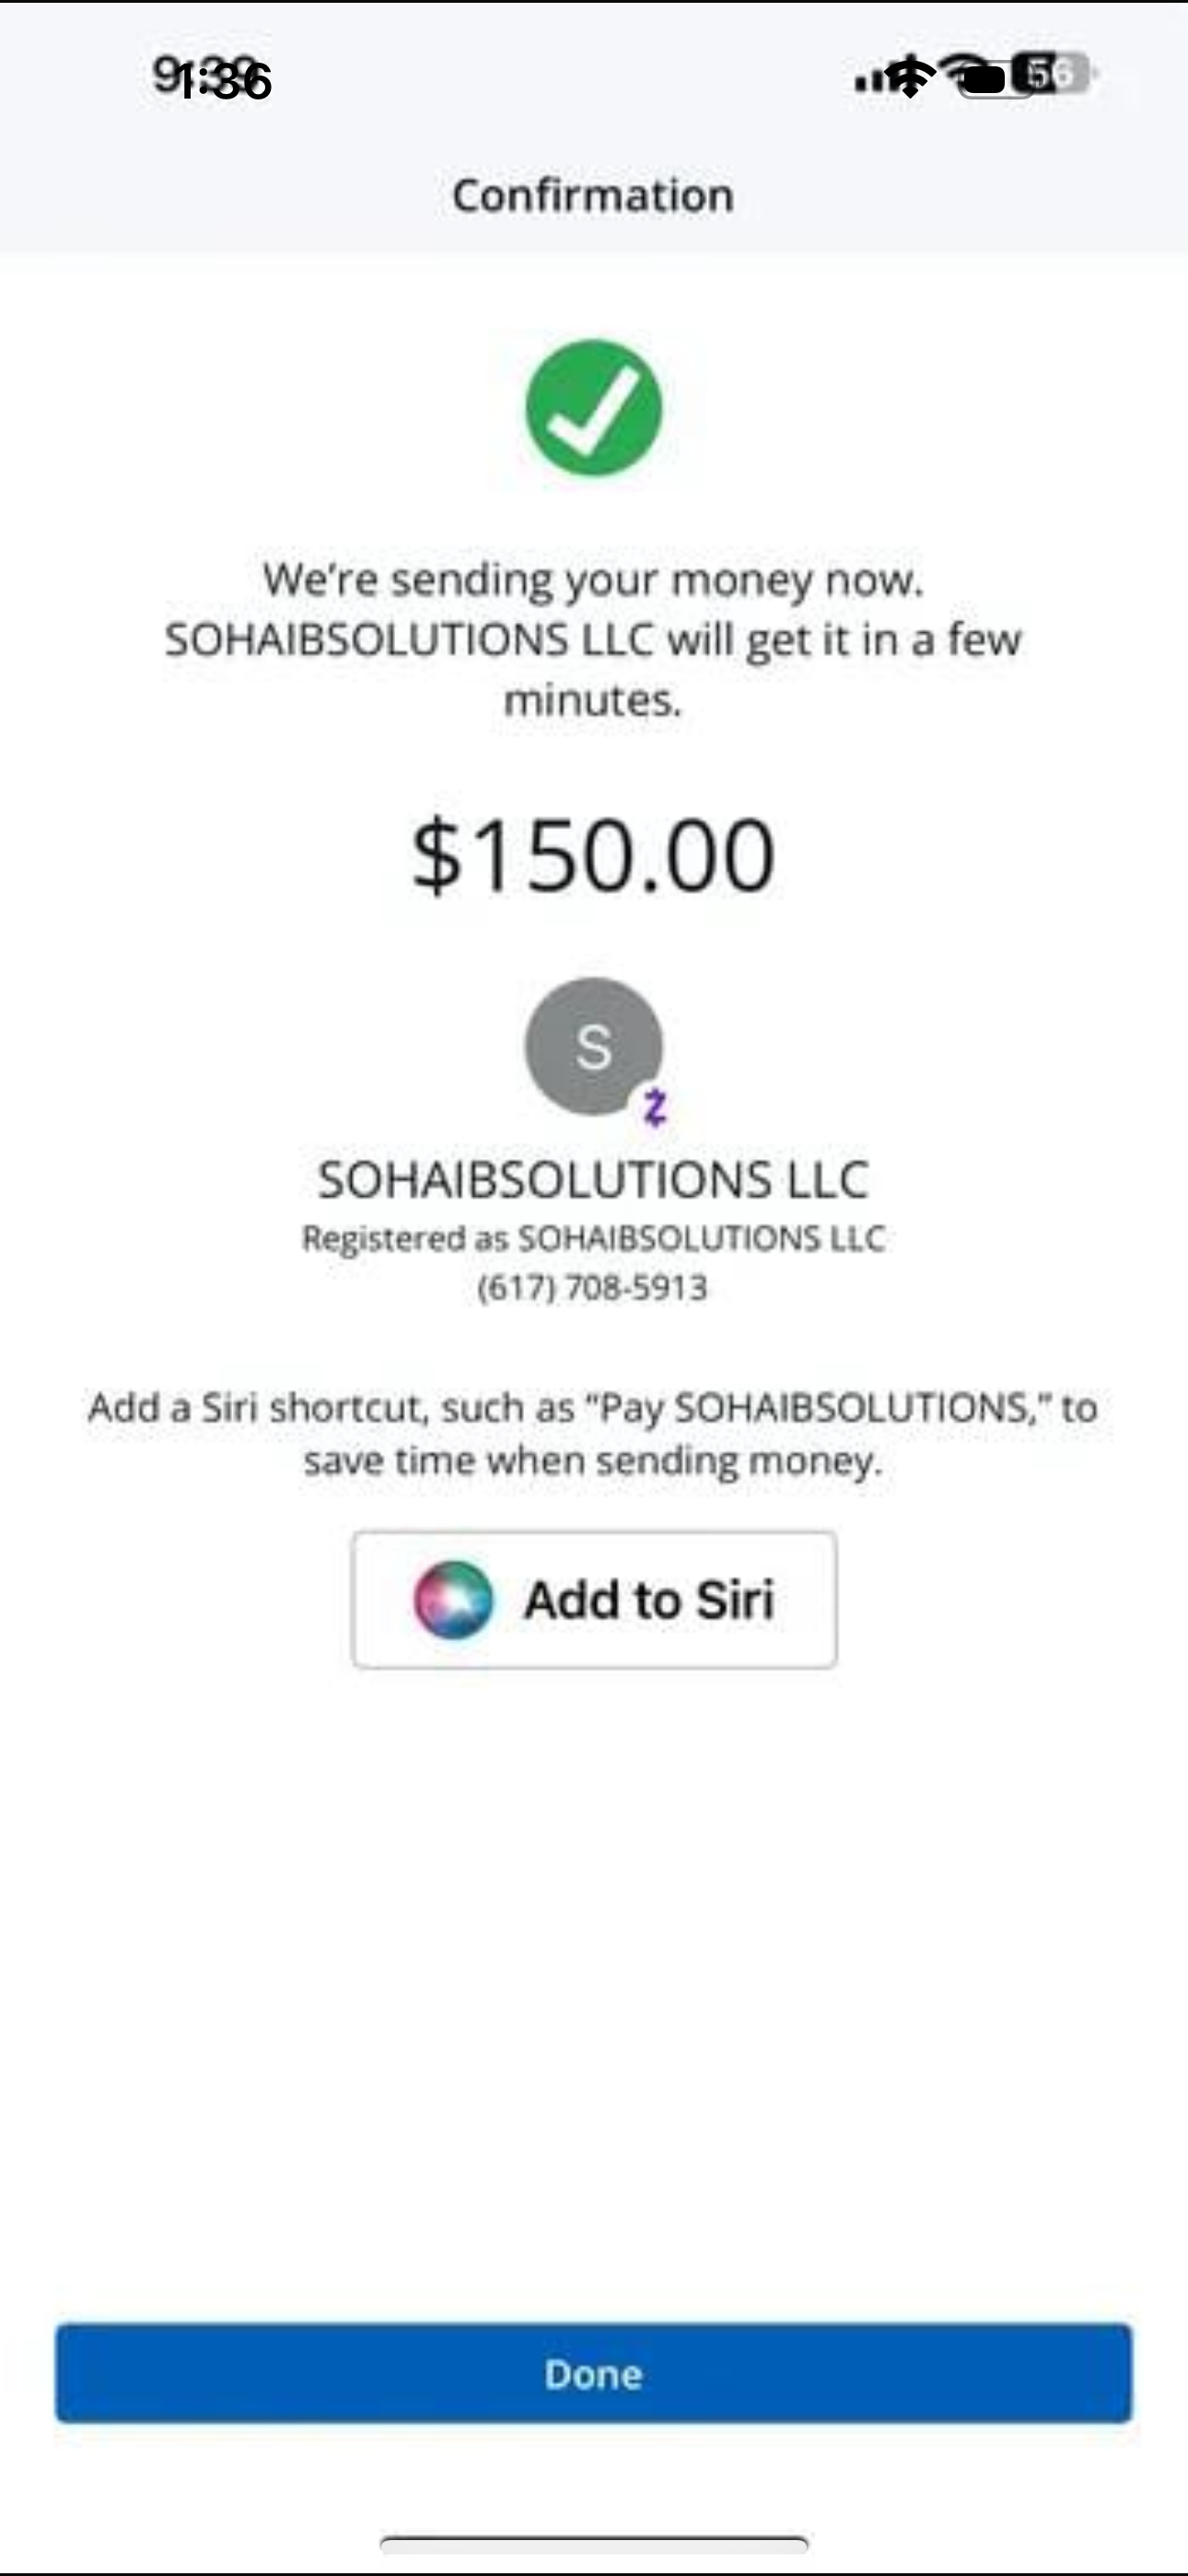 1:36
56
Confirmation
We're sending your money now.
SOHAIBSOLUTIONS LLC will get it in a few
minutes.
$150.00
S
SOHAIBSOLUTIONS LLC
Registered as SOHAIBSOLUTIONS LLC
(617) 708-5913
Add a Siri shortcut, such as “Pay SOHAIBSOLUTIONS,” to
save time when sending money.
Add to Siri
Done